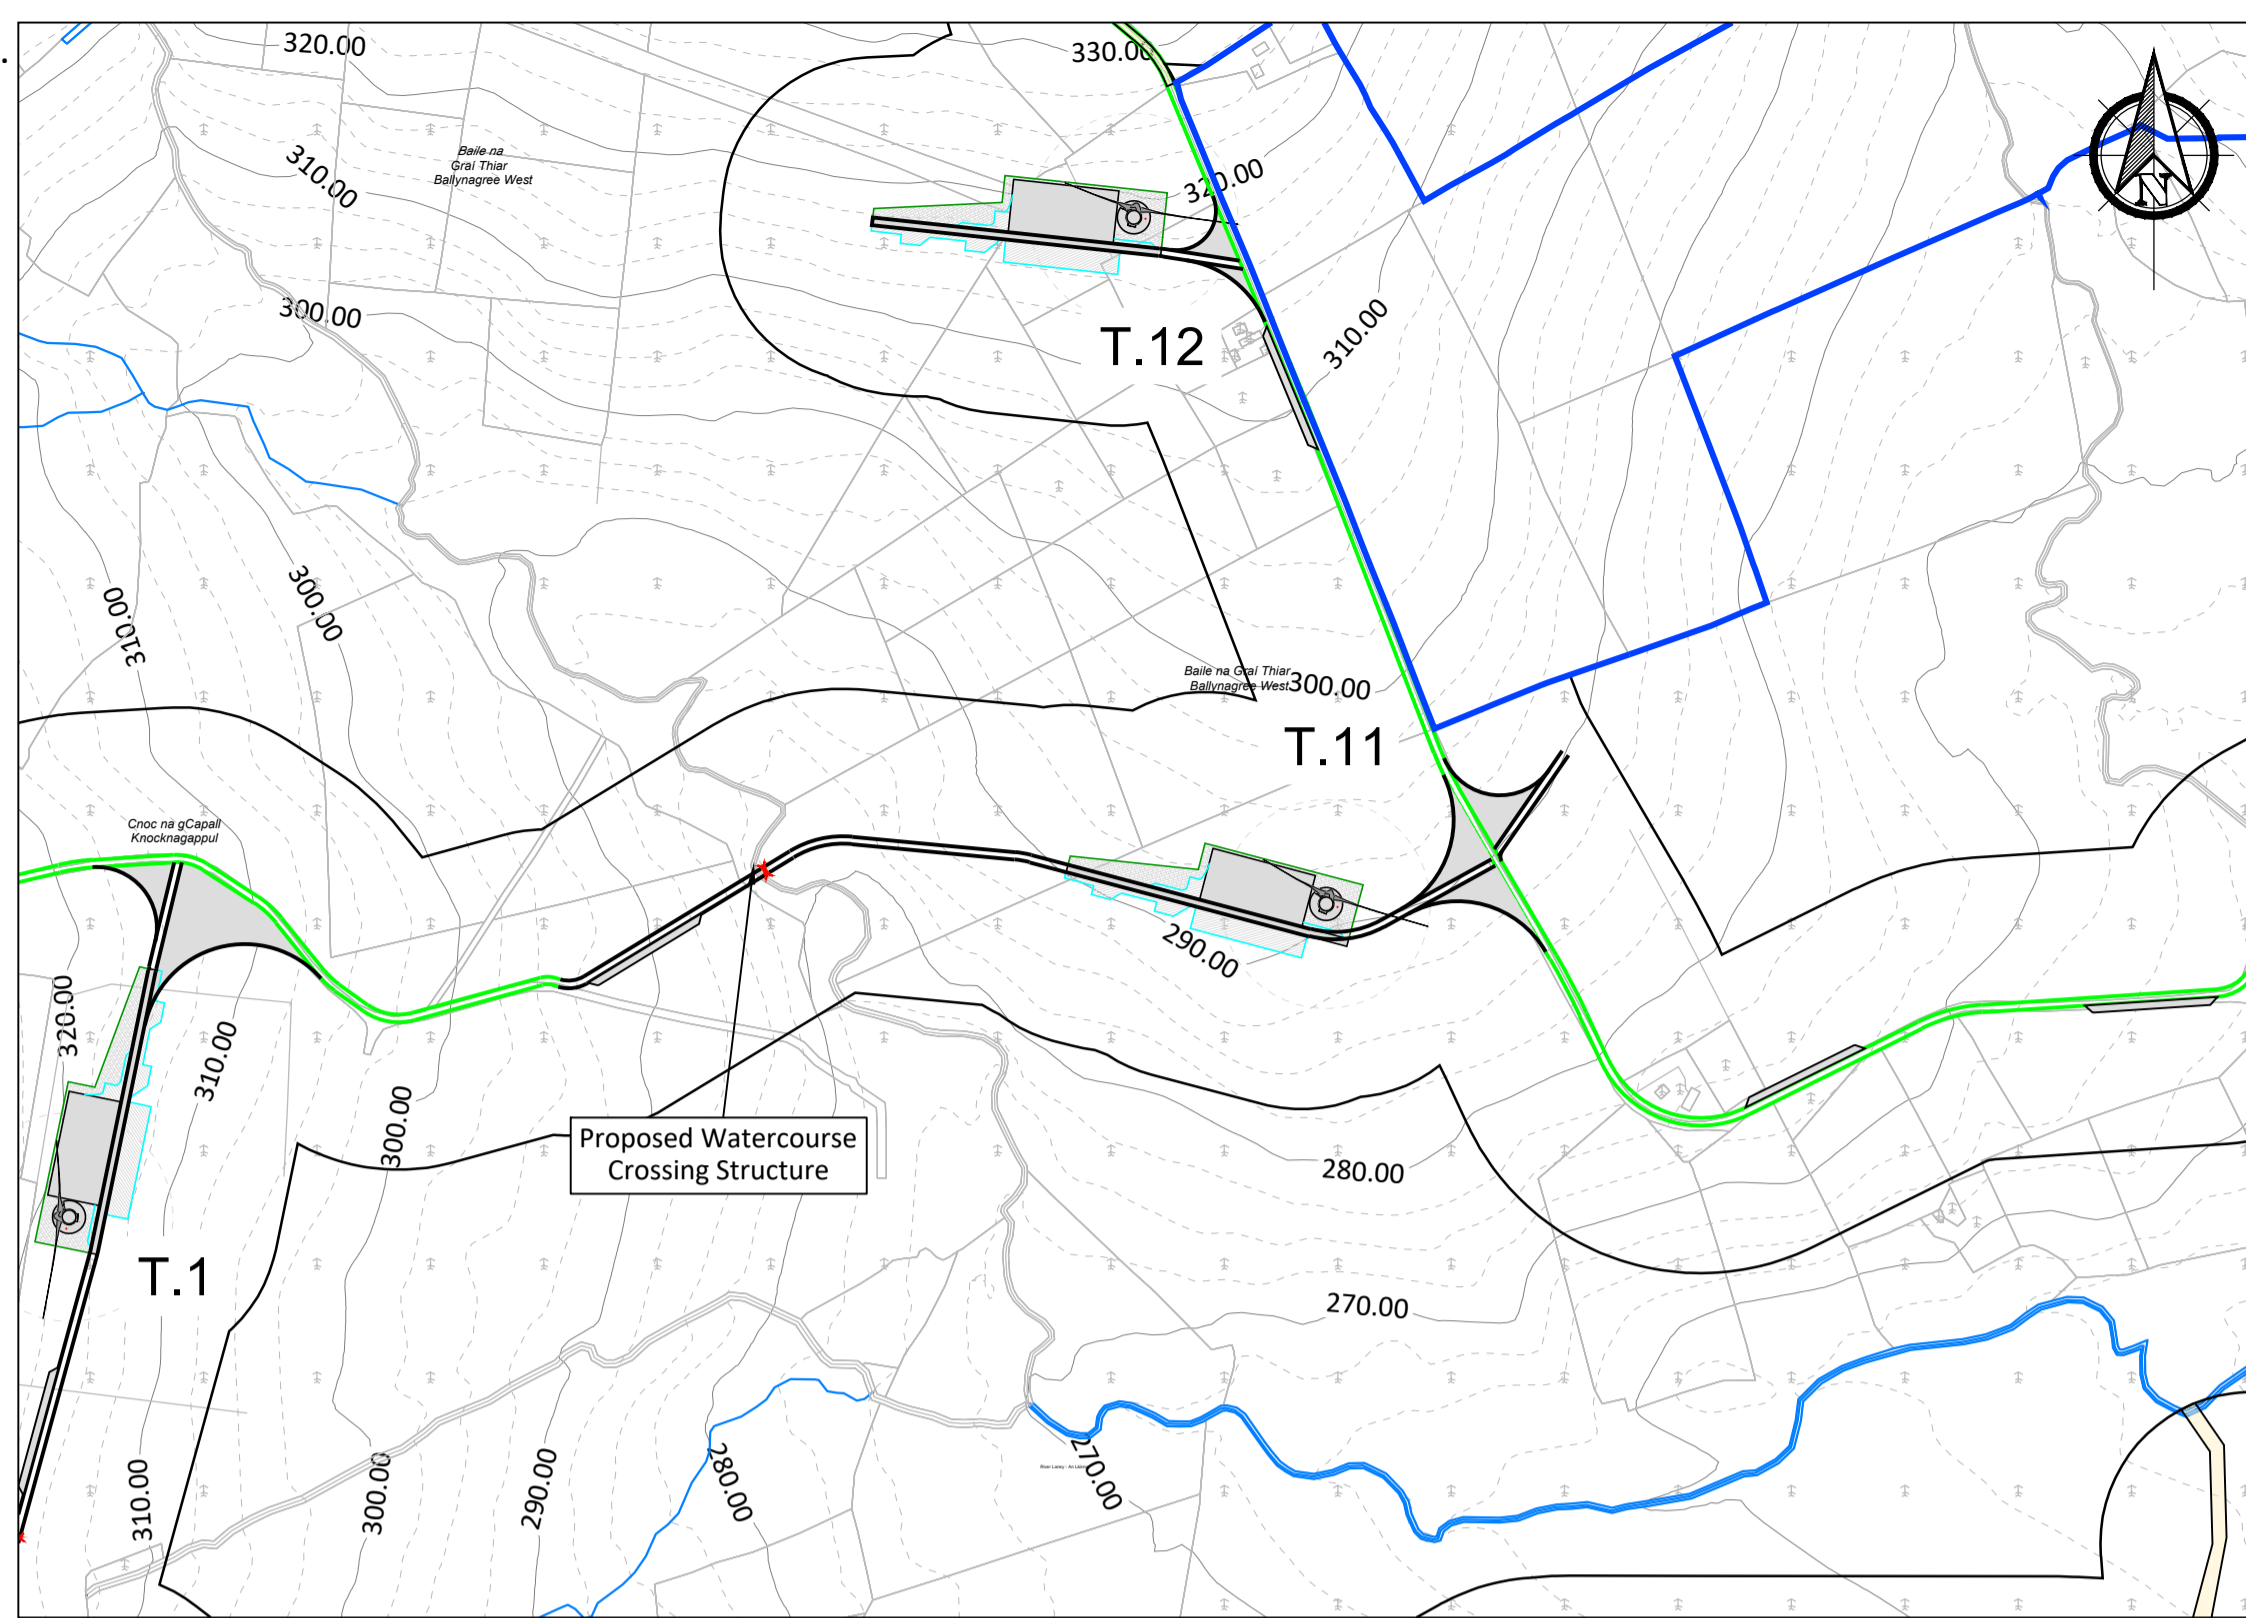 320.00
330.00
Baile na
Graí Thiar
Ballynagree West
310.00
320.00
N
300.00
T.12
310.00
310.00
300.00
Baile na Graí Thiar
Ballynagree West
300.00
T.11
Cnoc na gCapall
Knocknagappul
290.00
320.00
310.00
300.00
Proposed Watercourse
Crossing Structure
280.00
T.1
270.00
310.00
300.00
290.00
280.00
270.00